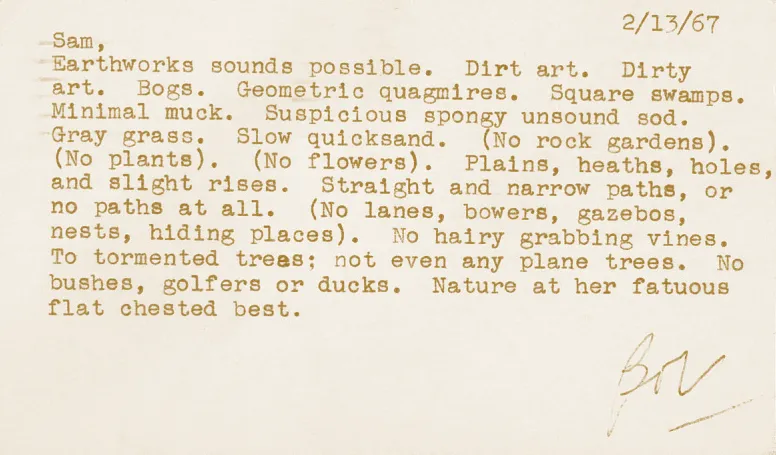 2/13/67
Sam,
Earthworks sounds possible. Dirt art. Dirty
art. Bogs. Geometric quagmires. Square swamps.
Minimal muck. Suspicious spongy unsound sod.
Gray grass. Slow quicksand. (No rock gardens).
(No plants). (No flowers). Plains, heaths, holes,
and slight rises. Straight and narrow paths, or
no paths at all. (No lanes, bowers, gazebos,
nests, hiding places). No hairy grabbing vines.
To tormented trees; not even any plane trees. No
bushes, golfers or ducks. Nature at her fatuous
flat chested best.
Bob